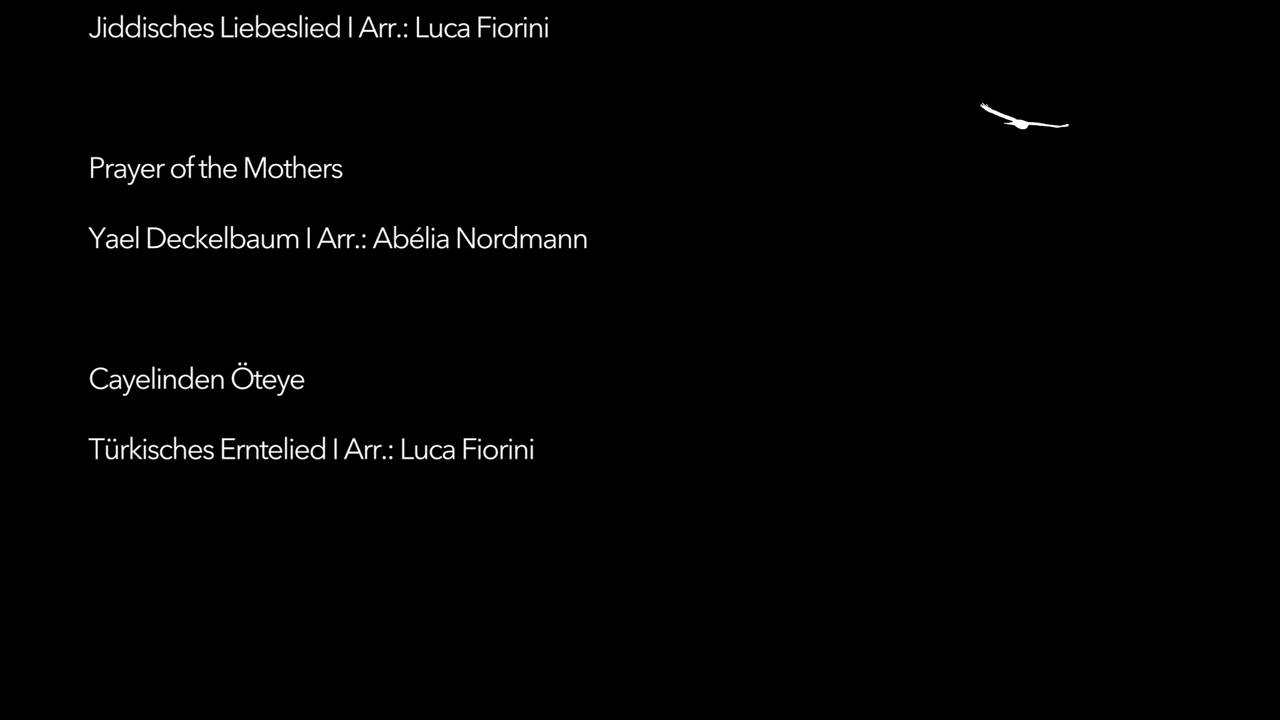 Jiddisches Liebeslied I Arr.: Luca Fiorini
Prayer of the Mothers
Yael Deckelbaum I Arr.: Abélia Nordmann
Cayelinden Öteye
Türkisches Erntelied I Arr.: Luca Fiorini